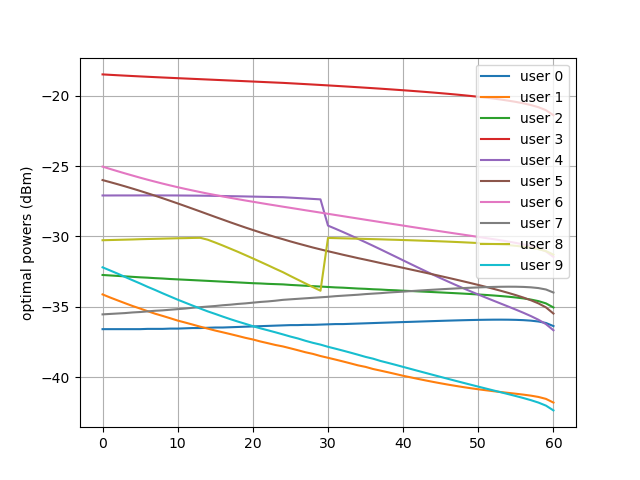 −20
−25
−30
−35
−40
optimal powers (dBm)
0 10 20 30 40 50 60
user 0
user 1
user 2
user 3
user 4
user 5
user 6
user 7
user 8
user 9